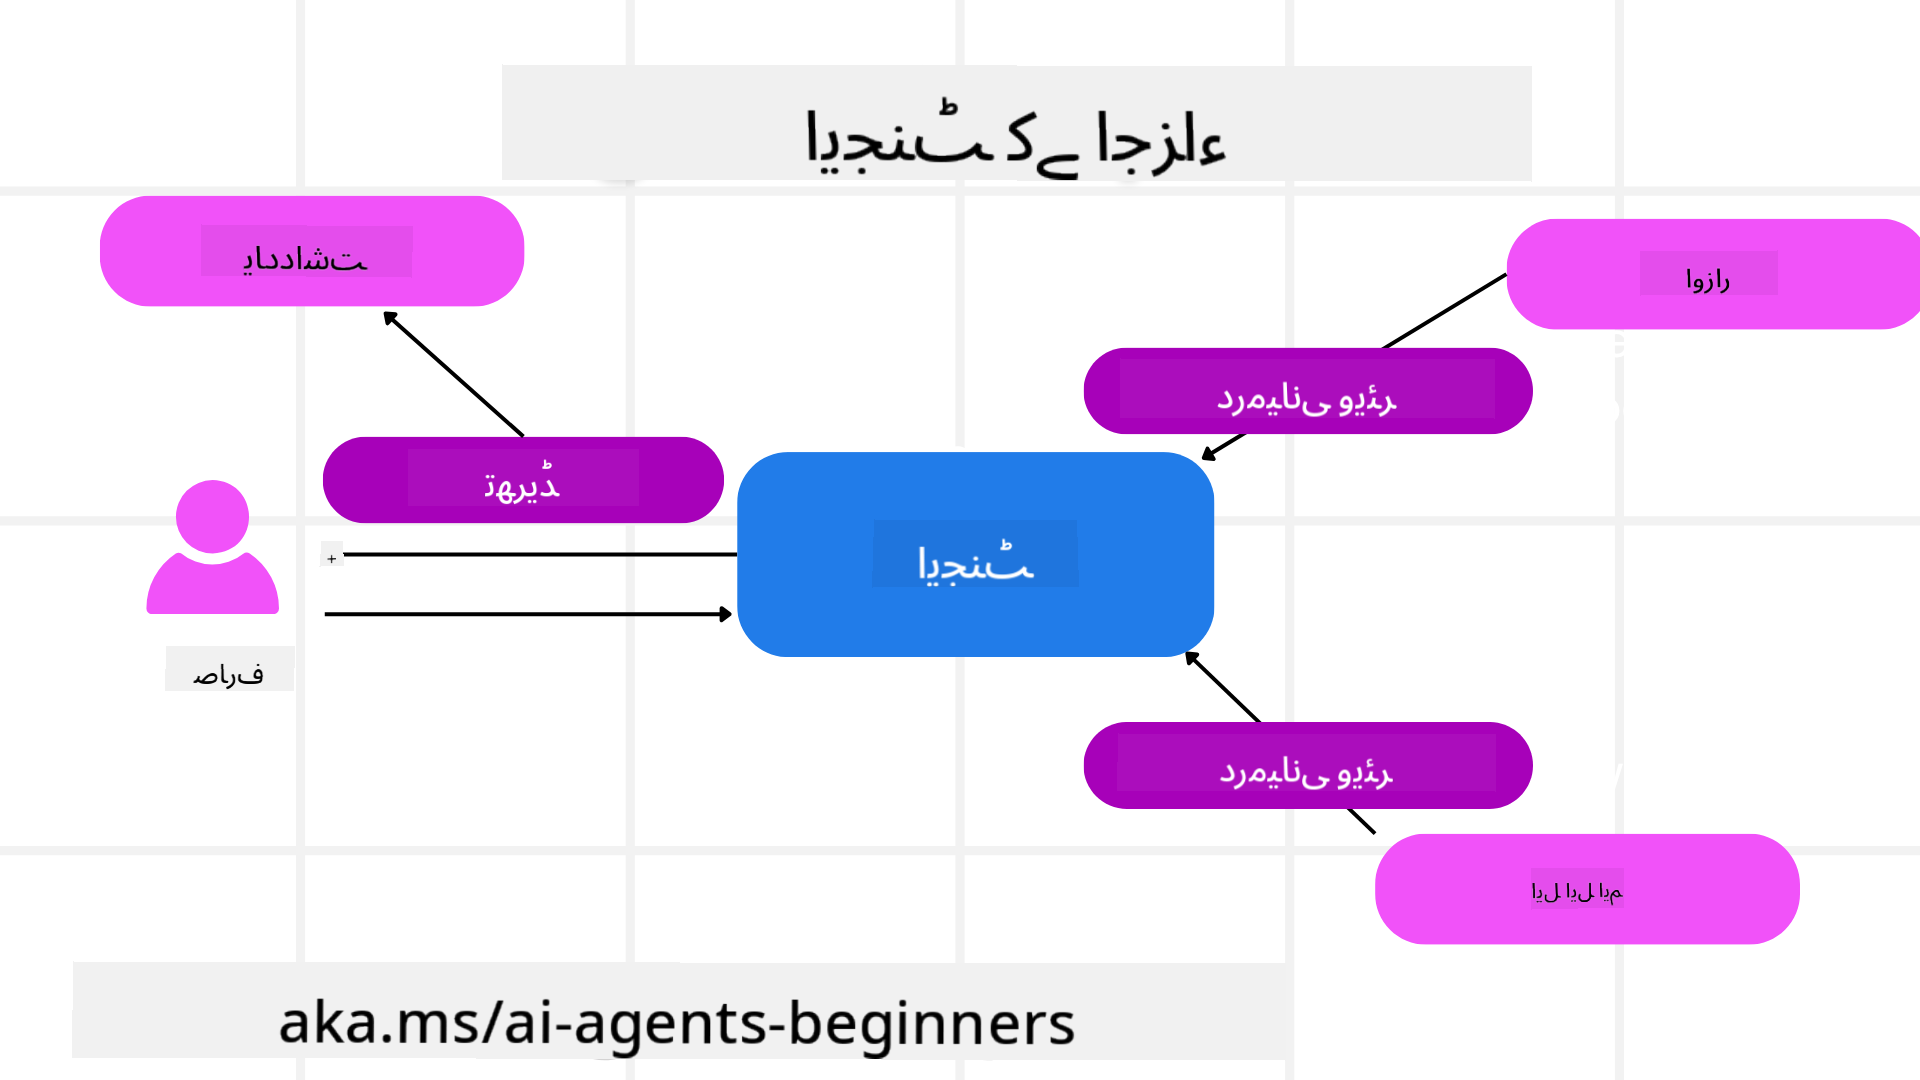 ایجنٹ کے اجزاء
یادداشت
اوزار
درمیانی ویئر
تھریڈ
ایجنٹ
+
صارف
درمیانی ویئر
ایل ایل ایم
aka.ms/ai-agents-beginners